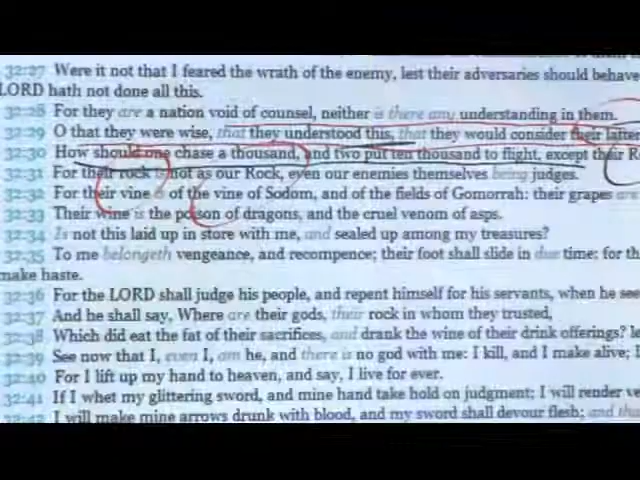 32:27 Were it not that I feared the wrath of the enemy, lest their adversaries should behave
LORD hath not done all this.
32:28 For they are a nation void of counsel, neither is there any understanding in them.
32:29 O that they were wise, that they understood this, that they would consider their latter
32:30 How should one chase a thousand, and two put ten thousand to flight, except their R
32:31 For their rock is not as our Rock, even our enemies themselves being judges.
32:32 For their vine is of the vine of Sodom, and of the fields of Gomorrah: their grapes are
32:33 Their wine is the poison of dragons, and the cruel venom of asps.
32:34 Is not this laid up in store with me, and sealed up among my treasures?
32:35 To me belongeth vengeance, and recompence; their foot shall slide in due time: for th
make haste.
32:36 For the LORD shall judge his people, and repent himself for his servants, when he see
32:37 And he shall say, Where are their gods, their rock in whom they trusted,
32:38 Which did eat the fat of their sacrifices, and drank the wine of their drink offerings? le
32:39 See now that I, even I, am he, and there is no god with me: I kill, and I make alive; I
32:40 For I lift up my hand to heaven, and say, I live for ever.
32:41 If I whet my glittering sword, and mine hand take hold on judgment; I will render ve
32:42 I will make mine arrows drunk with blood, and my sword shall devour flesh; and tha